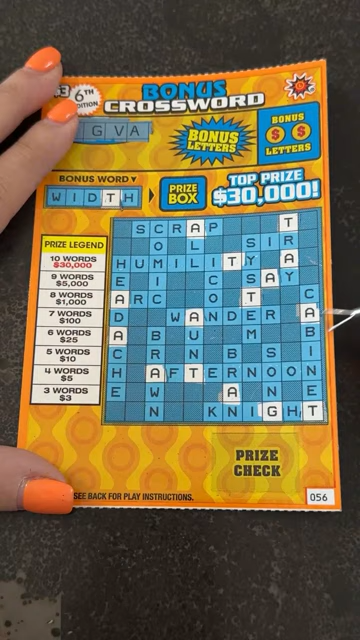 6TH
BONUS
CROSSWORD
G V A
BONUS
LETTERS
BONUS
$ $
LETTERS
BONUS WORD
WIDTH
PRIZE
BOX
TOP PRIZE
$30,000!
PRIZE LEGEND
10 WORDS
$30,000
9 WORDS
$5,000
8 WORDS
$1,000
7 WORDS
$100
6 WORDS
$25
5 WORDS
$10
4 WORDS
$5
3 WORDS
$3
SCRAP
SIR
HUMILITY
SAY
ARC
WANDER
AFTERNOON
KNIGHT
PRIZE
CHECK
SEE BACK FOR PLAY INSTRUCTIONS.
056